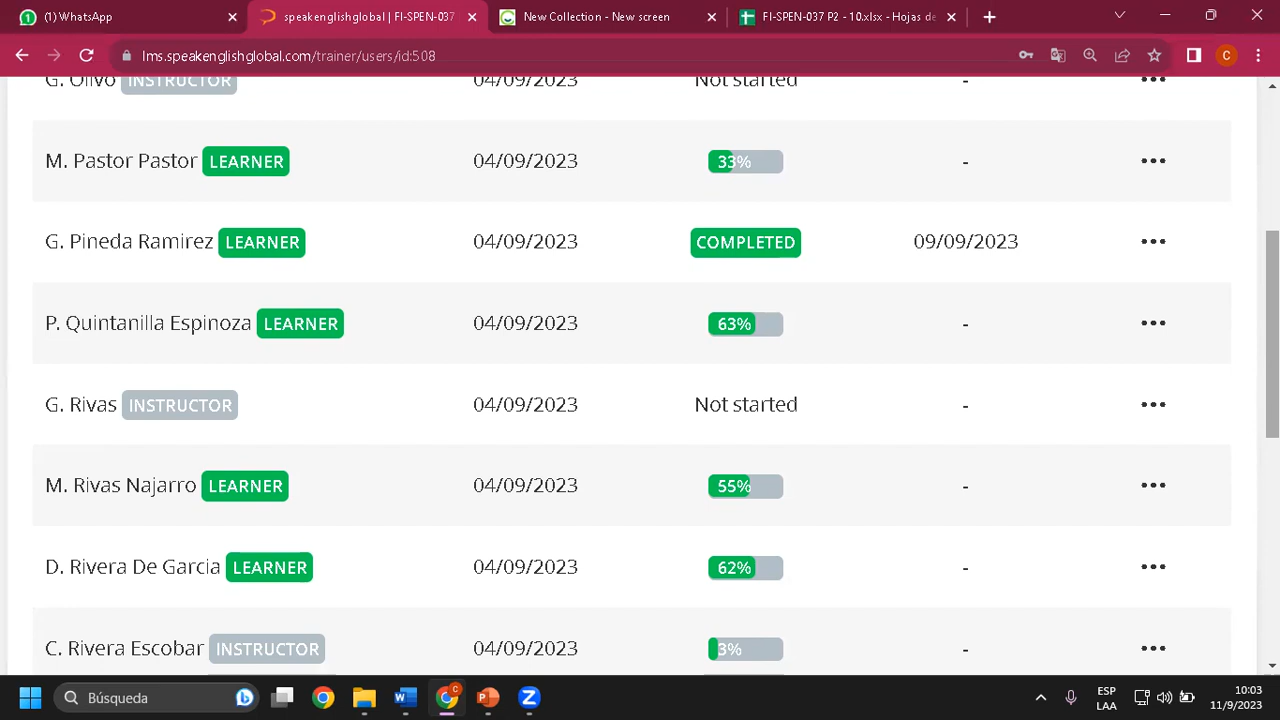 (1) WhatsApp
speakenglishglobal | FI-SPEN-037
New Collection - New screen
FI-SPEN-037 P2 - 10.xlsx - Hojas de
lms.speakenglishglobal.com/trainer/users/id:508
C
G. Olivo INSTRUCTOR 04/09/2023 Not started - •••
M. Pastor Pastor LEARNER 04/09/2023 33% - •••
G. Pineda Ramirez LEARNER 04/09/2023 COMPLETED 09/09/2023 •••
P. Quintanilla Espinoza LEARNER 04/09/2023 63% - •••
G. Rivas INSTRUCTOR 04/09/2023 Not started - •••
M. Rivas Najarro LEARNER 04/09/2023 55% - •••
D. Rivera De Garcia LEARNER 04/09/2023 62% - •••
C. Rivera Escobar INSTRUCTOR 04/09/2023 3% - •••
Búsqueda
ESP
LAA
10:03
11/9/2023